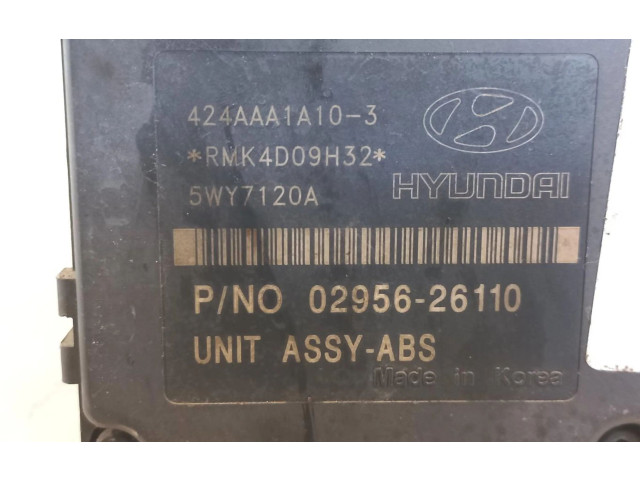 424AAA1A10-3
*RMK4D09H32*
5WY7120A
HYUNDAI
P/NO 02956-26110
UNIT ASSY-ABS
Made in Korea